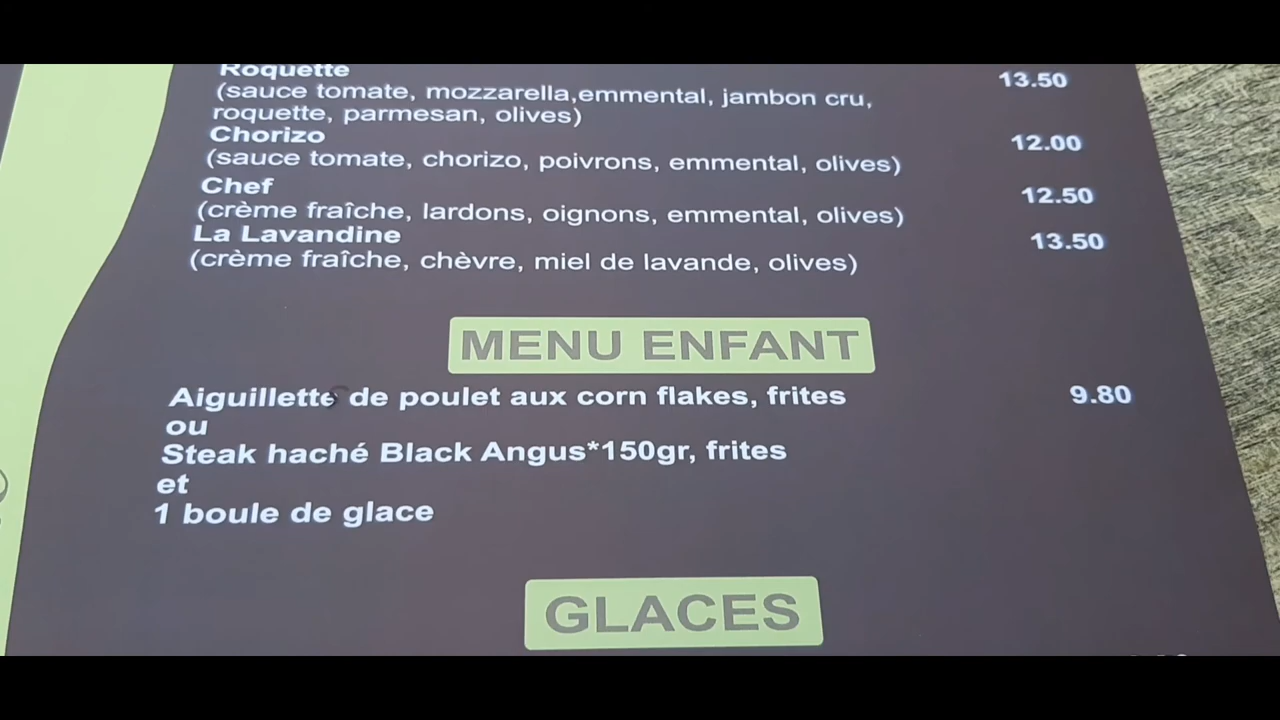 Roquette 13.50
(sauce tomate, mozzarella,emmental, jambon cru,
roquette, parmesan, olives)
Chorizo 12.00
(sauce tomate, chorizo, poivrons, emmental, olives)
Chef 12.50
(crème fraîche, lardons, oignons, emmental, olives)
La Lavandine 13.50
(crème fraîche, chèvre, miel de lavande, olives)
MENU ENFANT
Aiguillette de poulet aux corn flakes, frites 9.80
ou
Steak haché Black Angus*150gr, frites
et
1 boule de glace
GLACES